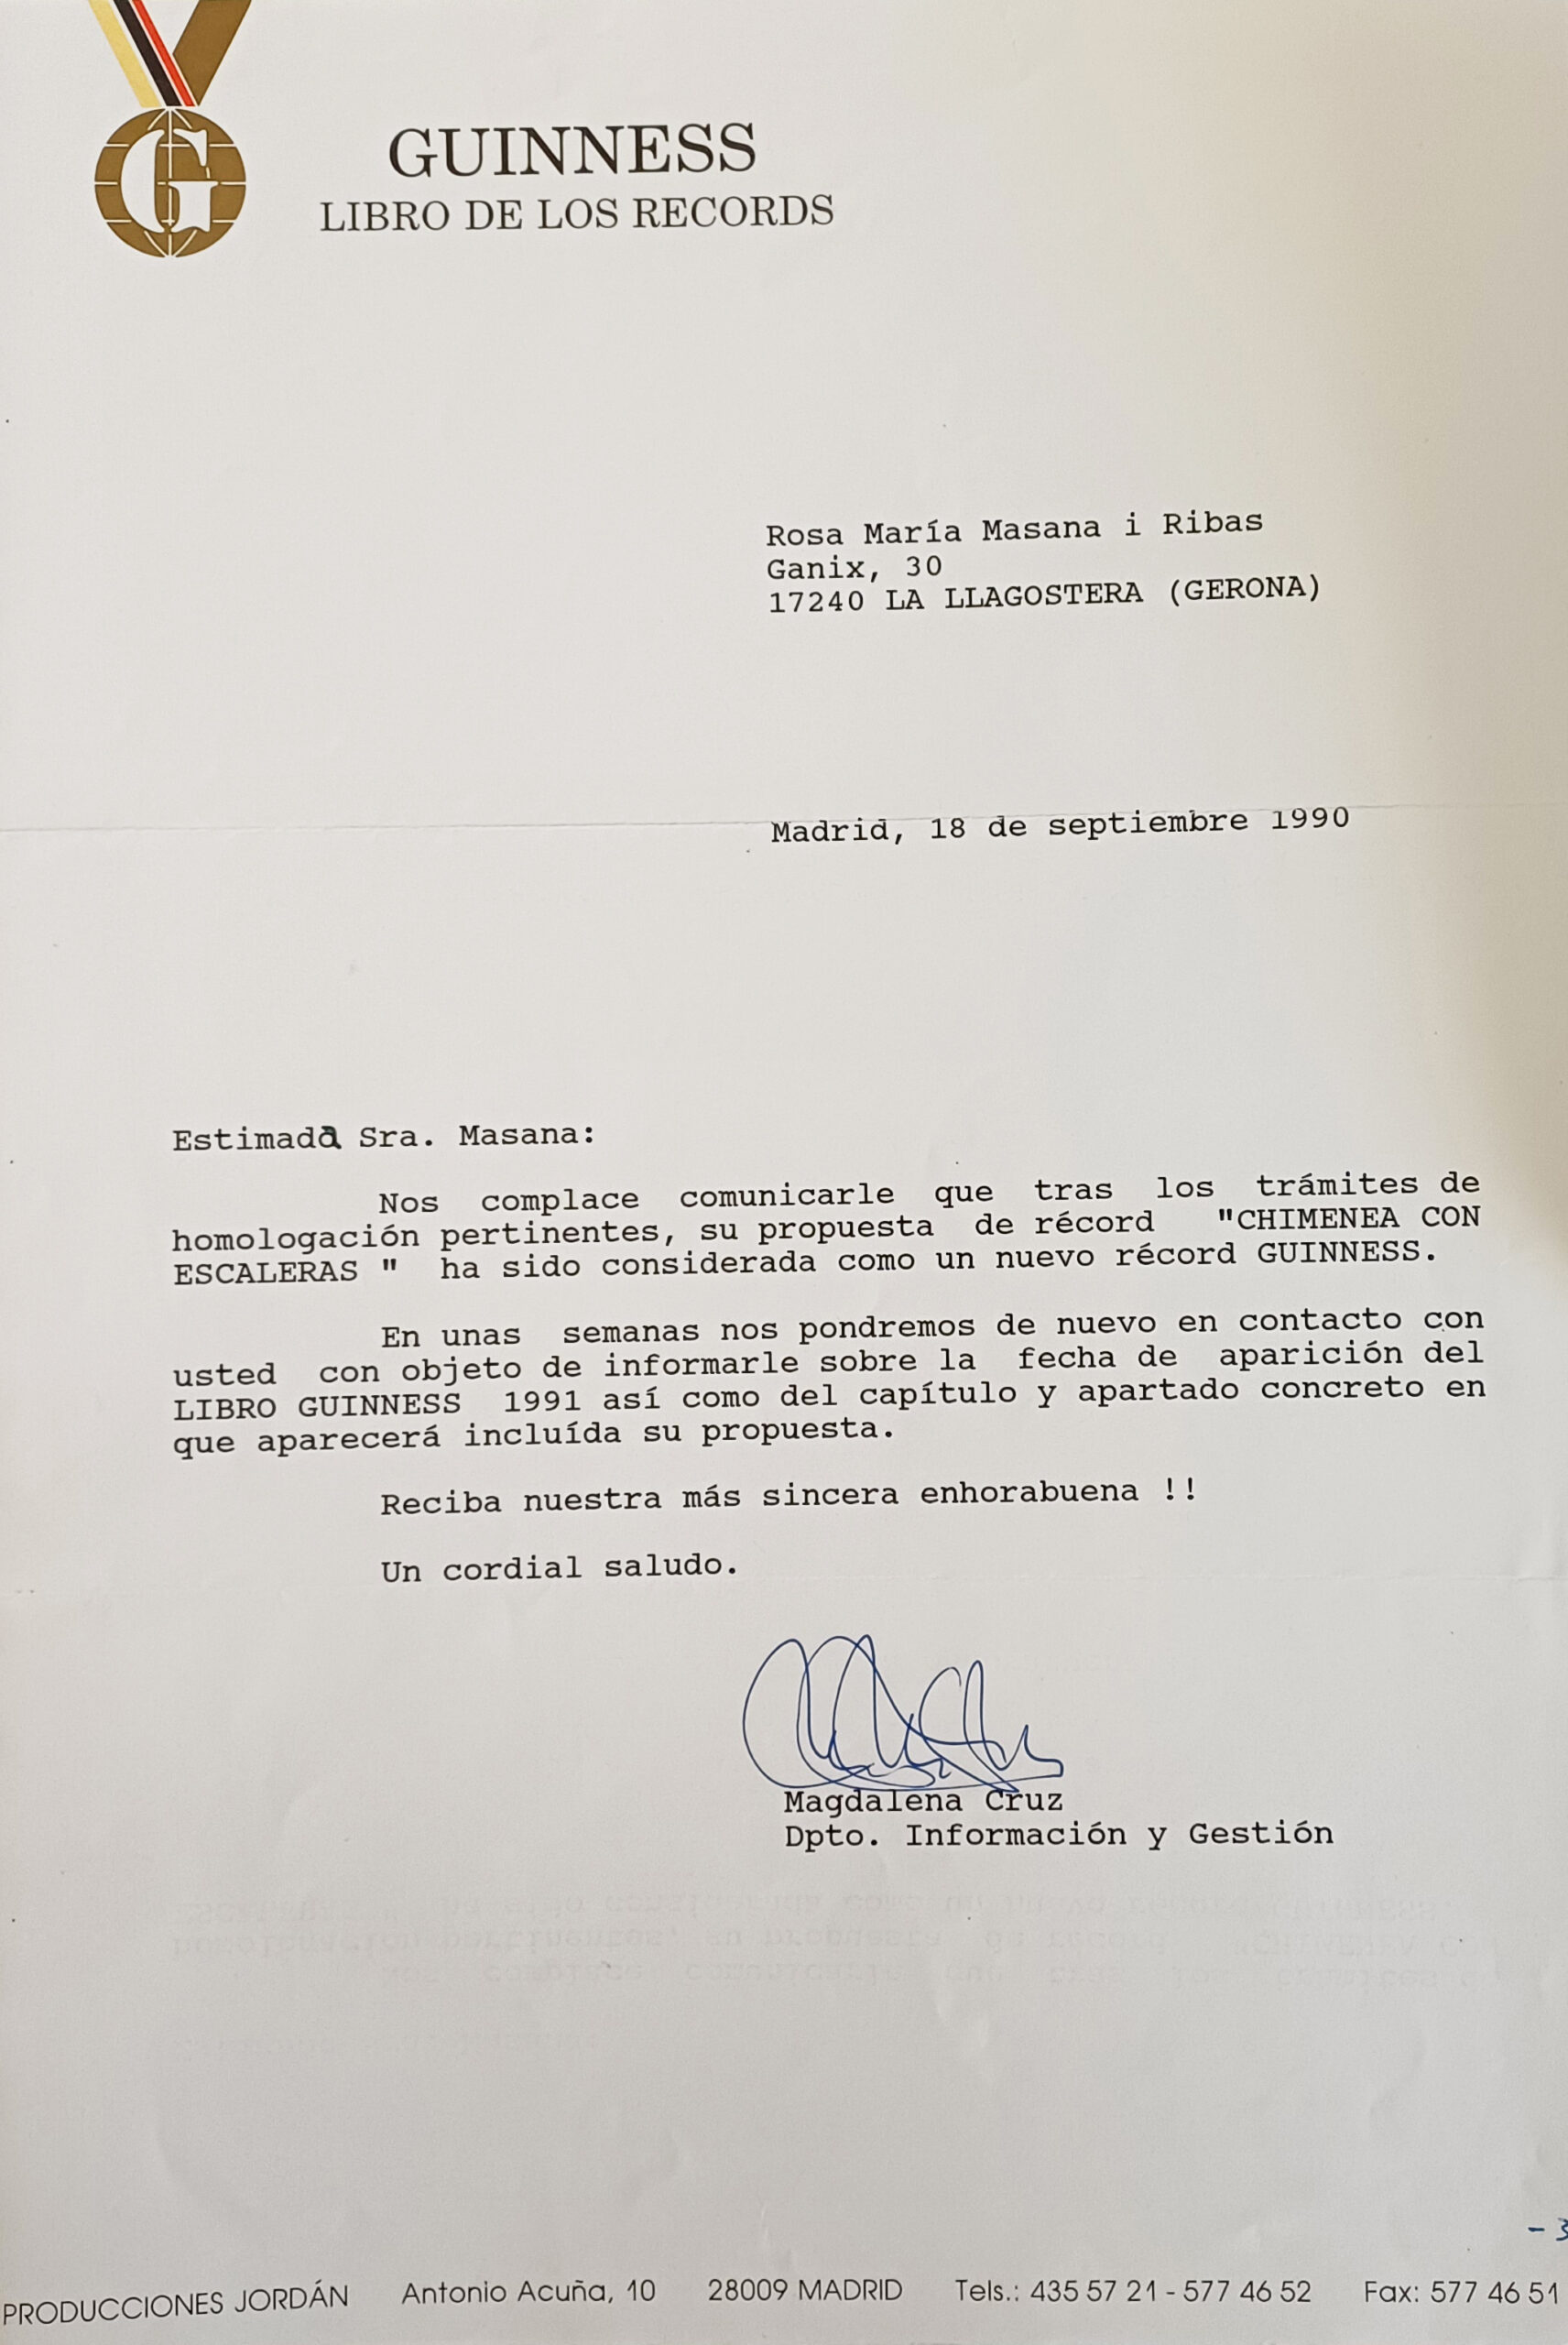 G
GUINNESS
LIBRO DE LOS RECORDS
Rosa María Masana i Ribas
Ganix, 30
17240 LA LLAGOSTERA (GERONA)
Madrid, 18 de septiembre 1990
Estimada Sra. Masana:
Nos complace comunicarle que tras los trámites de
homologación pertinentes, su propuesta de récord "CHIMENEA CON
ESCALERAS " ha sido considerada como un nuevo récord GUINNESS.
En unas semanas nos pondremos de nuevo en contacto con
usted con objeto de informarle sobre la fecha de aparición del
LIBRO GUINNESS 1991 así como del capítulo y apartado concreto en
que aparecerá incluída su propuesta.
Reciba nuestra más sincera enhorabuena !!
Un cordial saludo.
Magdalena Cruz
Dpto. Información y Gestión
- 3
PRODUCCIONES JORDÁN Antonio Acuña, 10 28009 MADRID Tels.: 435 57 21 - 577 46 52 Fax: 577 46 51